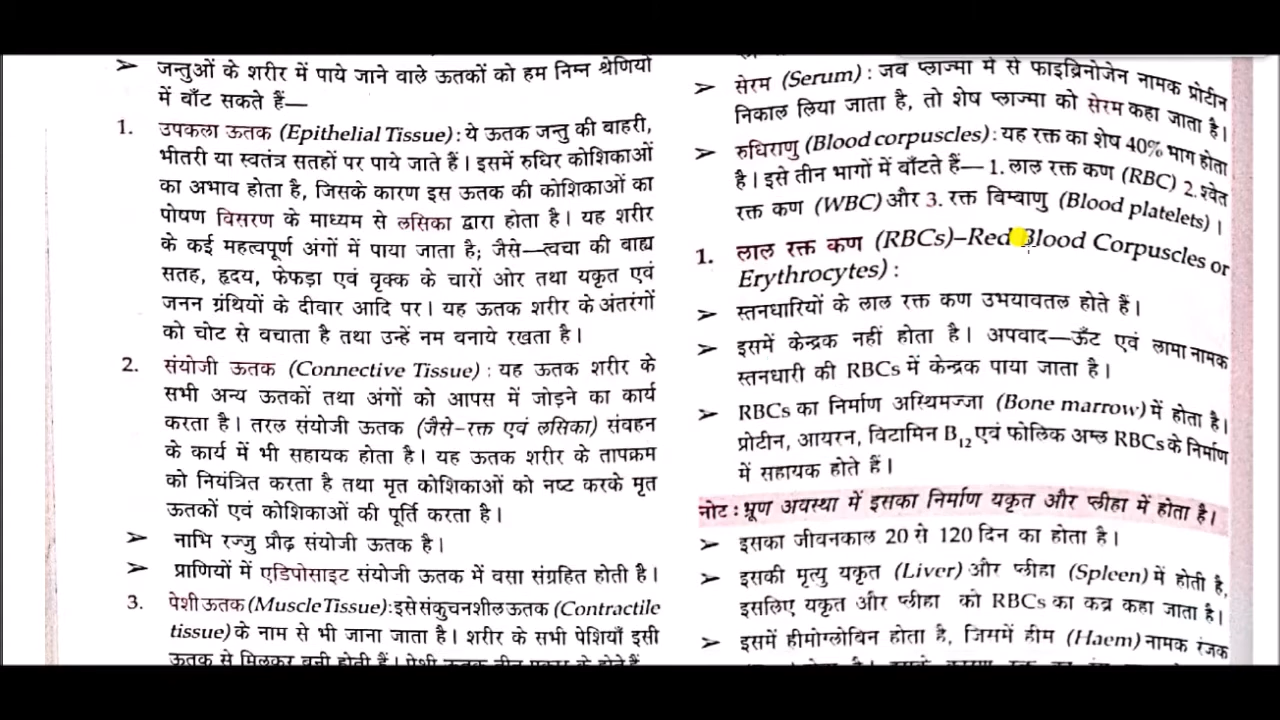 ➢ जन्तुओं के शरीर में पाये जाने वाले ऊतकों को हम निम्न श्रेणियों
में बाँट सकते हैं—
1. उपकला ऊतक (Epithelial Tissue) : ये ऊतक जन्तु की बाहरी,
भीतरी या स्वतंत्र सतहों पर पाये जाते हैं। इसमें रुधिर कोशिकाओं
का अभाव होता है, जिसके कारण इस ऊतक की कोशिकाओं का
पोषण विसरण के माध्यम से लसिका द्वारा होता है। यह शरीर
के कई महत्वपूर्ण अंगों में पाया जाता है; जैसे—त्वचा की बाह्य
सतह, हृदय, फेफड़ा एवं वृक्क के चारों ओर तथा यकृत एवं
जनन ग्रंथियों के दीवार आदि पर। यह ऊतक शरीर के अंतरंगों
को चोट से बचाता है तथा उन्हें नम बनाये रखता है।
2. संयोजी ऊतक (Connective Tissue) : यह ऊतक शरीर के
सभी अन्य ऊतकों तथा अंगों को आपस में जोड़ने का कार्य
करता है। तरल संयोजी ऊतक (जैसे-रक्त एवं लसिका) संवहन
के कार्य में भी सहायक होता है। यह ऊतक शरीर के तापक्रम
को नियंत्रित करता है तथा मृत कोशिकाओं को नष्ट करके मृत
ऊतकों एवं कोशिकाओं की पूर्ति करता है।
➢ नाभि रज्जु प्रौढ़ संयोजी ऊतक है।
➢ प्राणियों में एडिपोसाइट संयोजी ऊतक में वसा संग्रहित होती है।
3. पेशी ऊतक (Muscle Tissue) : इसे संकुचनशील ऊतक (Contractile
tissue) के नाम से भी जाना जाता है। शरीर के सभी पेशियाँ इसी
ऊतक से मिलकर बनी होती हैं। पेशी ऊतक तीन प्रकार के होते हैं
➢ सेरम (Serum) : जब प्लाज्मा में से फाइब्रिनोजेन नामक प्रोटीन
निकाल लिया जाता है, तो शेष प्लाज्मा को सेरम कहा जाता है।
➢ रुधिराणु (Blood corpuscles) : यह रक्त का शेष 40% भाग होता
है। इसे तीन भागों में बाँटते हैं— 1. लाल रक्त कण (RBC) 2. श्वेत
रक्त कण (WBC) और 3. रक्त बिम्बाणु (Blood platelets)।
1. लाल रक्त कण (RBCs)–Red Blood Corpuscles or
Erythrocytes) :
➢ स्तनधारियों के लाल रक्त कण उभयावतल होते हैं।
➢ इसमें केन्द्रक नहीं होता है। अपवाद—ऊँट एवं लामा नामक
स्तनधारी की RBCs में केन्द्रक पाया जाता है।
➢ RBCs का निर्माण अस्थिमज्जा (Bone marrow) में होता है।
प्रोटीन, आयरन, विटामिन B₁₂ एवं फोलिक अम्ल RBCs के निर्माण
में सहायक होते हैं।
नोट : भ्रूण अवस्था में इसका निर्माण यकृत और प्लीहा में होता है।
➢ इसका जीवनकाल 20 से 120 दिन का होता है।
➢ इसकी मृत्यु यकृत (Liver) और प्लीहा (Spleen) में होती है,
इसलिए यकृत और प्लीहा को RBCs का कब्र कहा जाता है।
➢ इसमें हीमोग्लोबिन होता है, जिसमें हीम (Haem) नामक रंजक